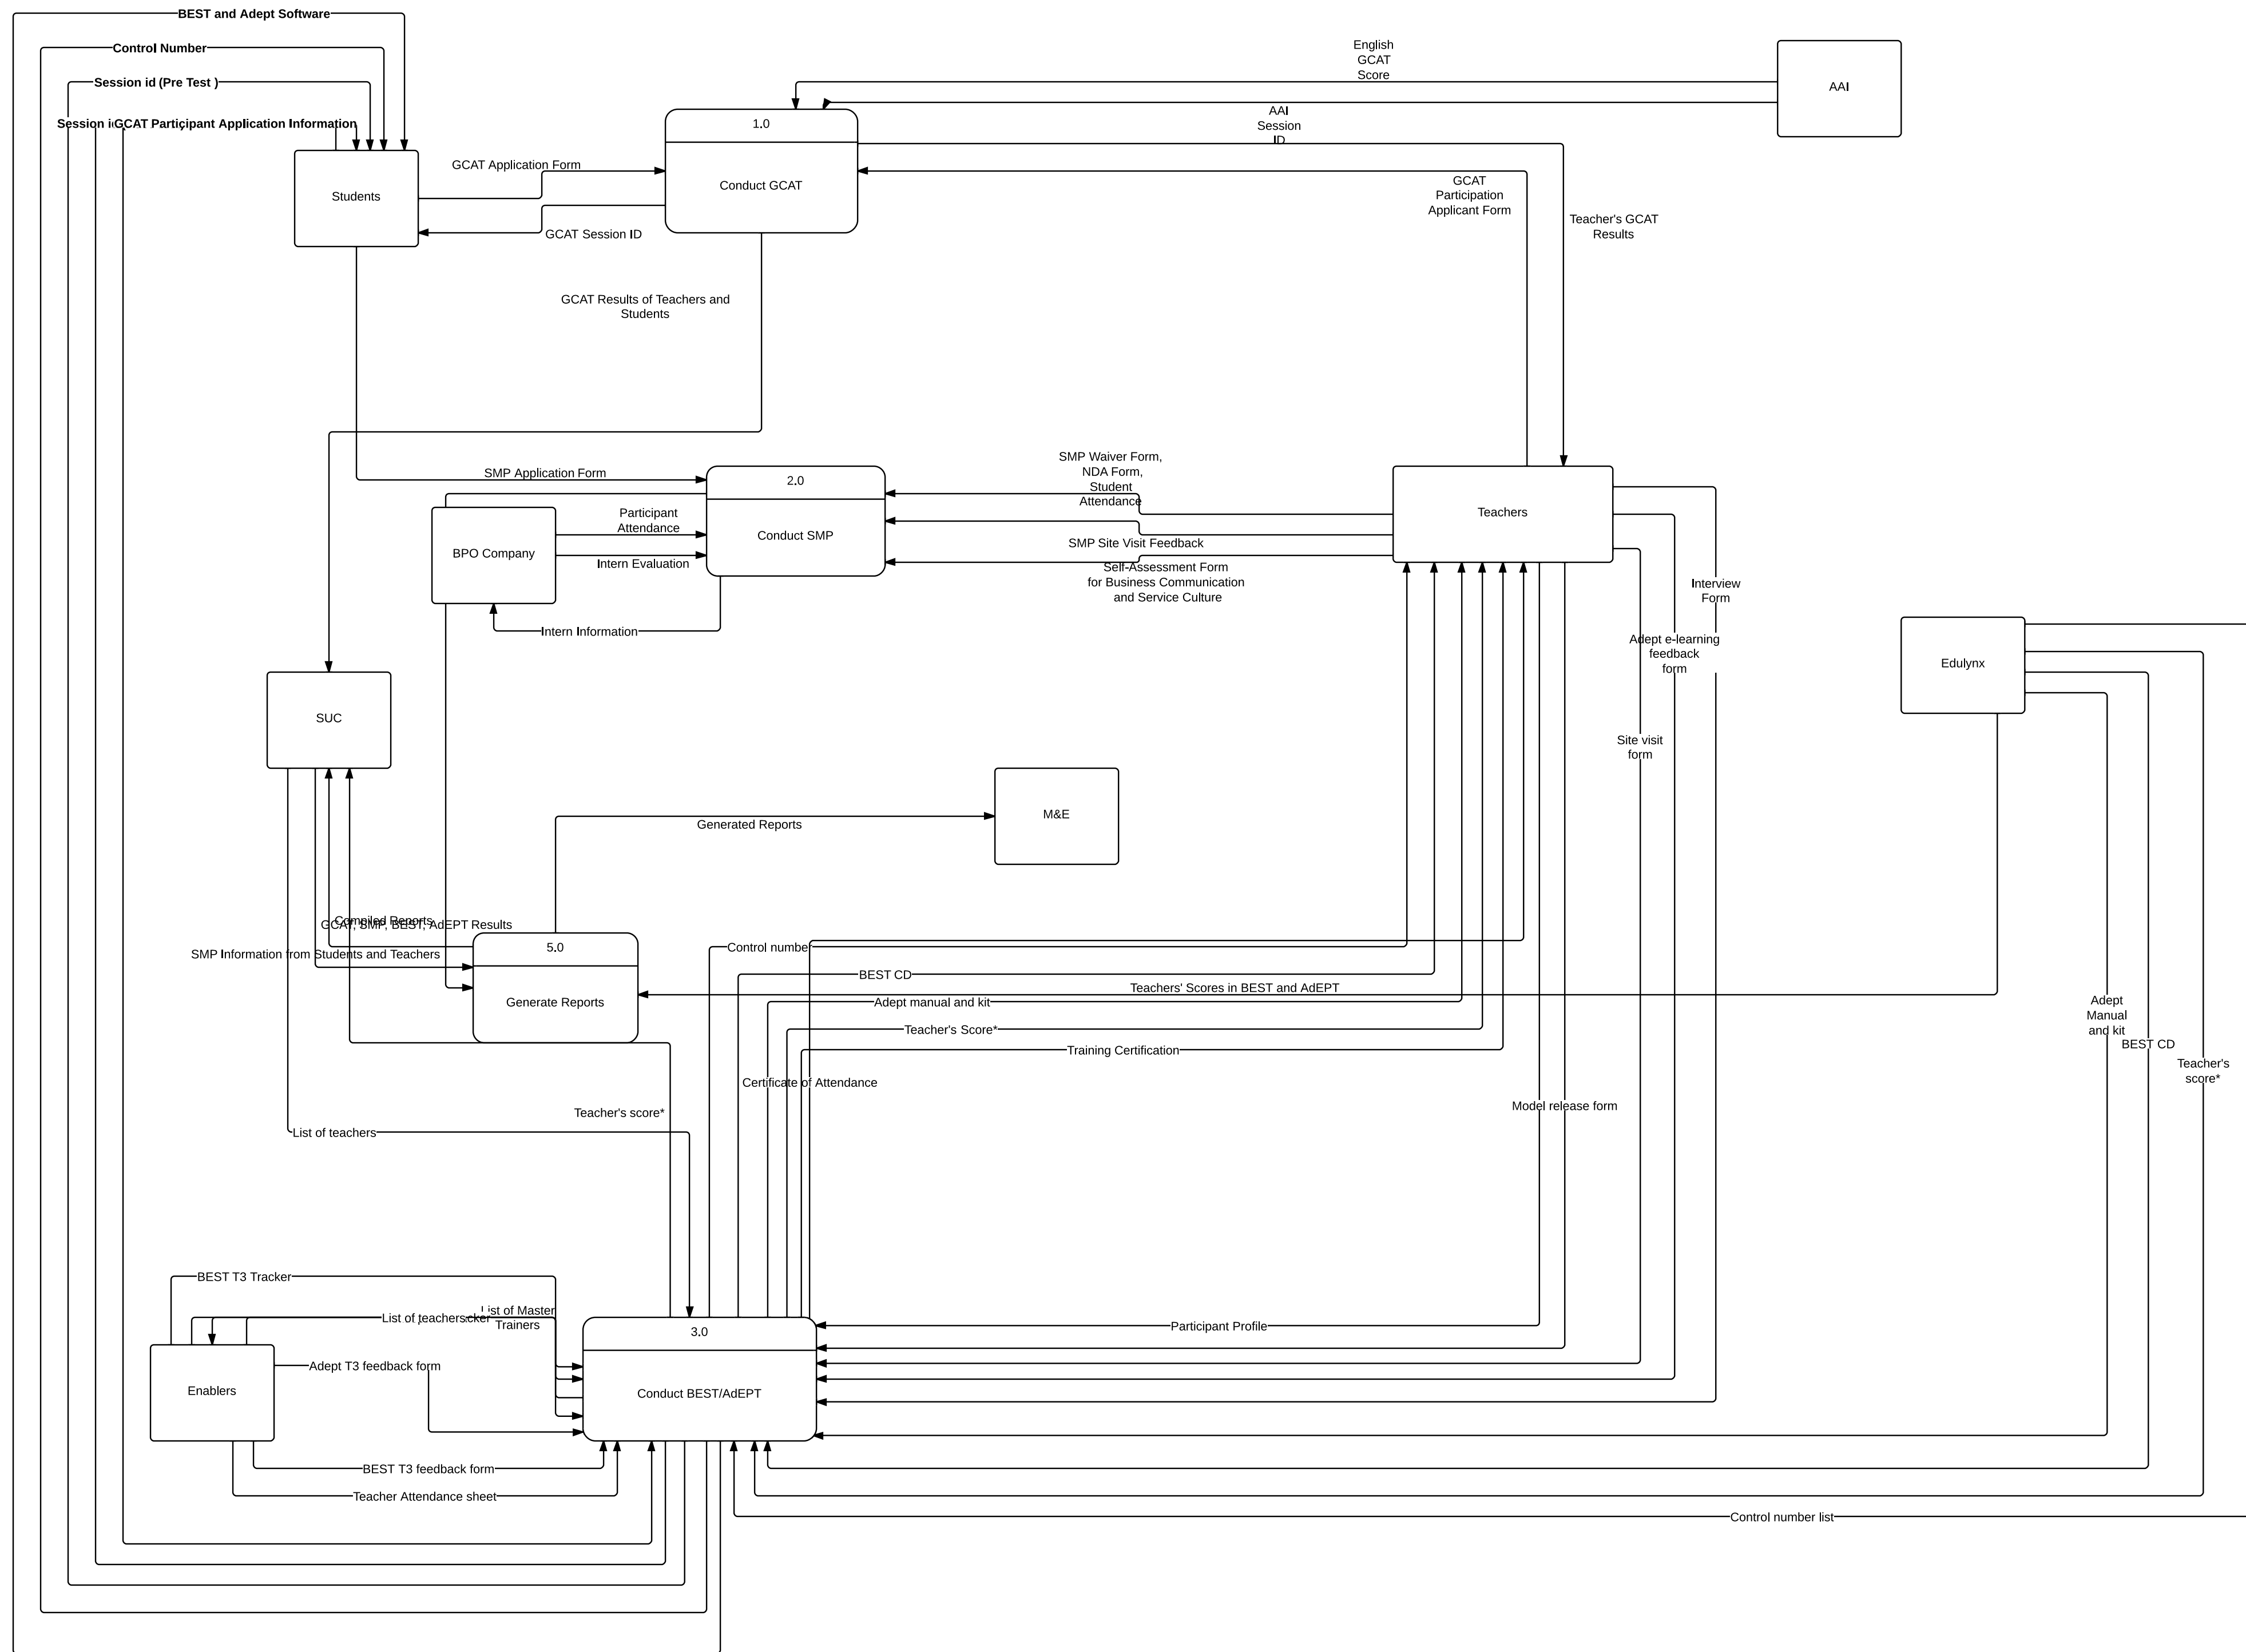 BEST and Adept Software
Control Number
Session id (Pre Test )
Session i
GCAT Participant Application Information
English
GCAT
Score
AAI
AAI
Session
ID
1.0
Conduct GCAT
Students
GCAT Application Form
GCAT Session ID
GCAT
Participation
Applicant Form
Teacher's GCAT
Results
GCAT Results of Teachers and
Students
SMP Application Form
2.0
Conduct SMP
SMP Waiver Form,
NDA Form,
Student
Attendance
Teachers
Participant
Attendance
BPO Company
Intern Evaluation
SMP Site Visit Feedback
Self-Assessment Form
for Business Communication
and Service Culture
Interview
Form
Intern Information
Adept e-learning
feedback
form
Edulynx
SUC
Site visit
form
M&E
Generated Reports
Compiled Reports
GCAT, SMP, BEST, AdEPT Results
SMP Information from Students and Teachers
5.0
Generate Reports
Control number
BEST CD
Teachers' Scores in BEST and AdEPT
Adept manual and kit
Teacher's Score*
Training Certification
Certificate of Attendance
Adept
Manual
and kit
BEST CD
Teacher's
score*
Teacher's score*
Model release form
List of teachers
BEST T3 Tracker
List of Master
Trainers
List of teachers
cker
3.0
Conduct BEST/AdEPT
Participant Profile
Adept T3 feedback form
Enablers
BEST T3 feedback form
Teacher Attendance sheet
Control number list